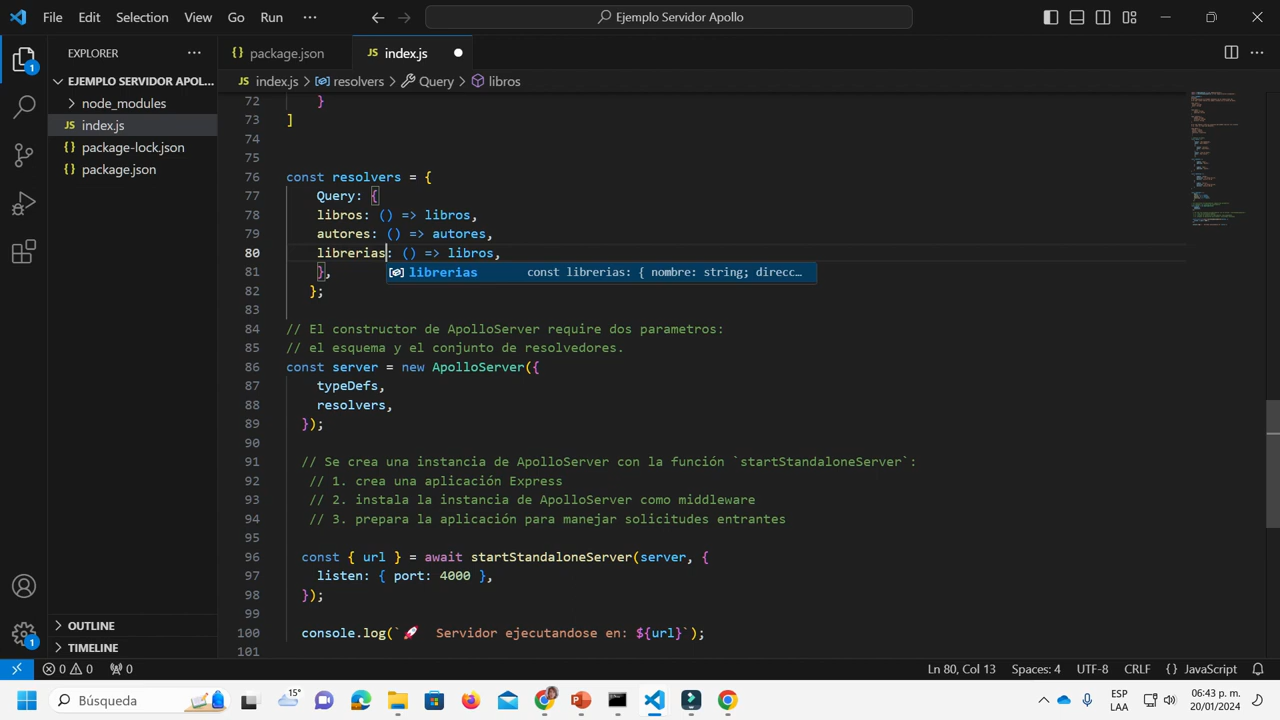 File Edit Selection View Go Run ··· Ejemplo Servidor Apollo
EXPLORER ···
EJEMPLO SERVIDOR APOL...
node_modules
JS index.js
{} package-lock.json
{} package.json
OUTLINE
TIMELINE
{} package.json JS index.js
JS index.js > resolvers > Query > libros
72 }
73 ]
74
75
76 const resolvers = {
77 Query: {
78 libros: () => libros,
79 autores: () => autores,
80 librerias: () => libros,
librerias const librerias: { nombre: string; direcc...
81 },
82 };
83
84 // El constructor de ApolloServer require dos parametros:
85 // el esquema y el conjunto de resolvedores.
86 const server = new ApolloServer({
87 typeDefs,
88 resolvers,
89 });
90
91 // Se crea una instancia de ApolloServer con la función `startStandaloneServer`:
92 // 1. crea una aplicación Express
93 // 2. instala la instancia de ApolloServer como middleware
94 // 3. prepara la aplicación para manejar solicitudes entrantes
95
96 const { url } = await startStandaloneServer(server, {
97 listen: { port: 4000 },
98 });
99
100 console.log(`🚀 Servidor ejecutandose en: ${url}`);
101
0 0 0 Ln 80, Col 13 Spaces: 4 UTF-8 CRLF {} JavaScript
Búsqueda 15° ESP LAA 06:43 p. m. 20/01/2024